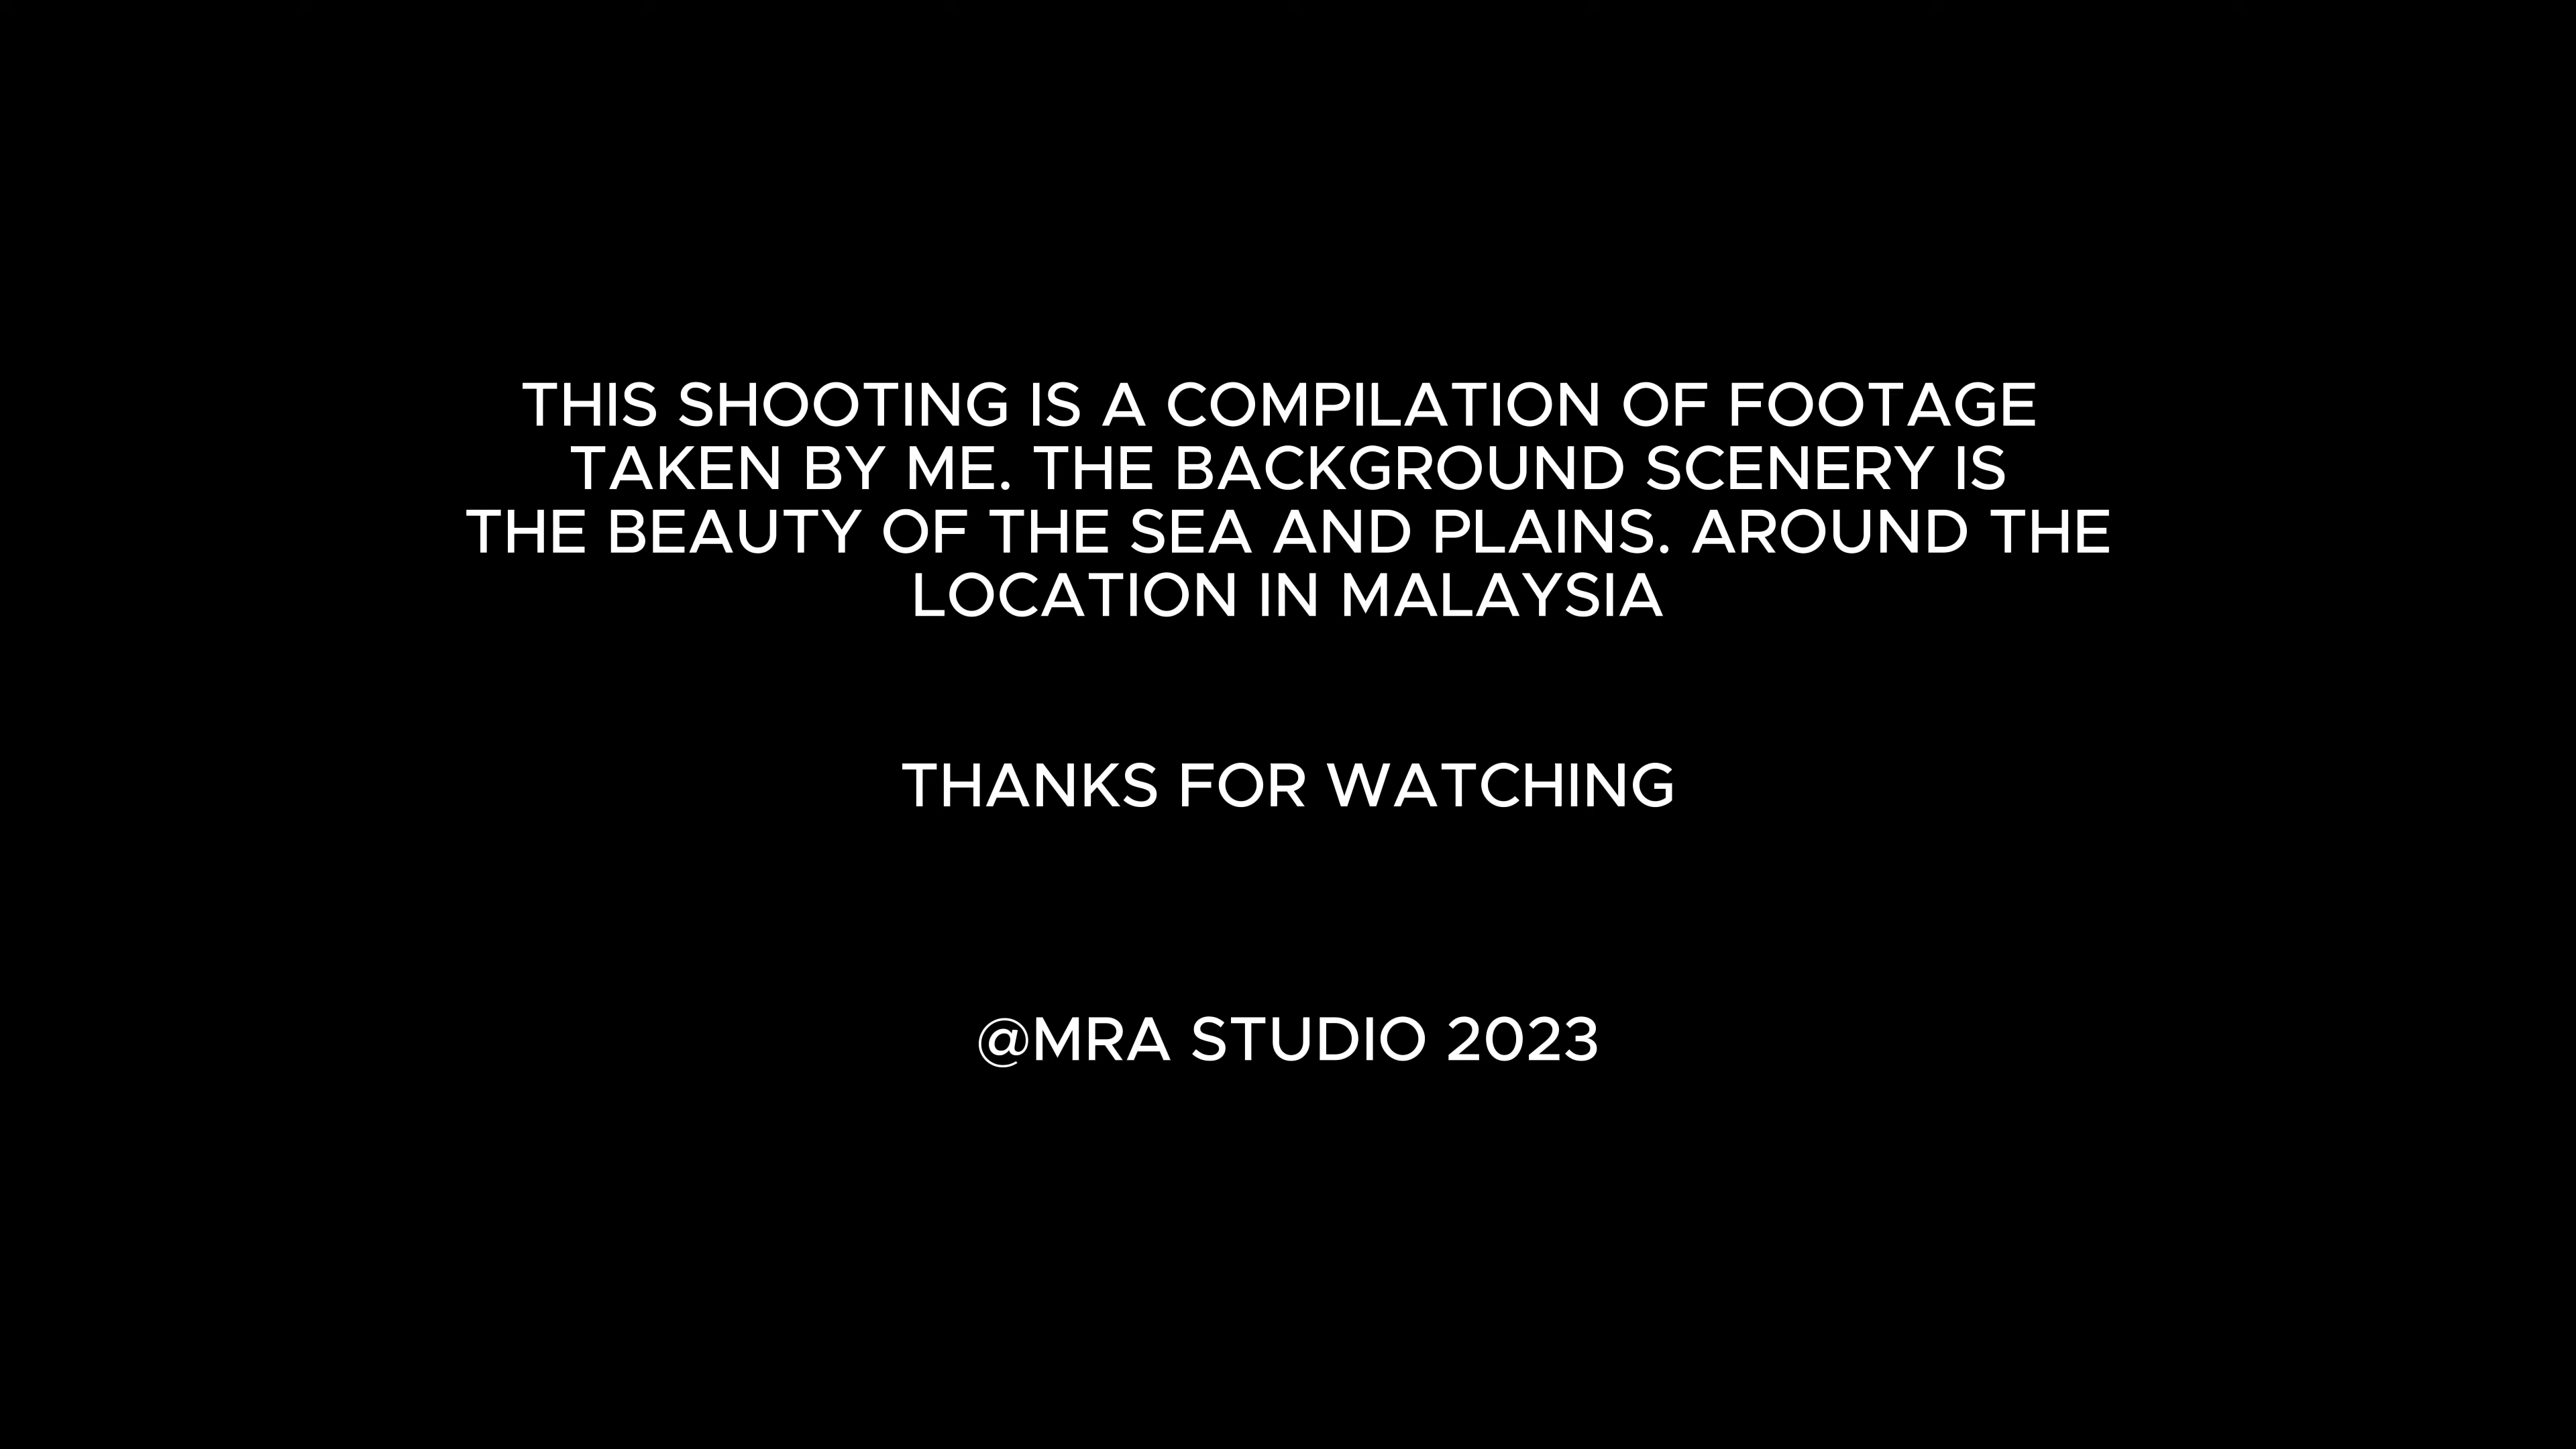 THIS SHOOTING IS A COMPILATION OF FOOTAGE
TAKEN BY ME. THE BACKGROUND SCENERY IS
THE BEAUTY OF THE SEA AND PLAINS. AROUND THE
LOCATION IN MALAYSIA
THANKS FOR WATCHING
@MRA STUDIO 2023